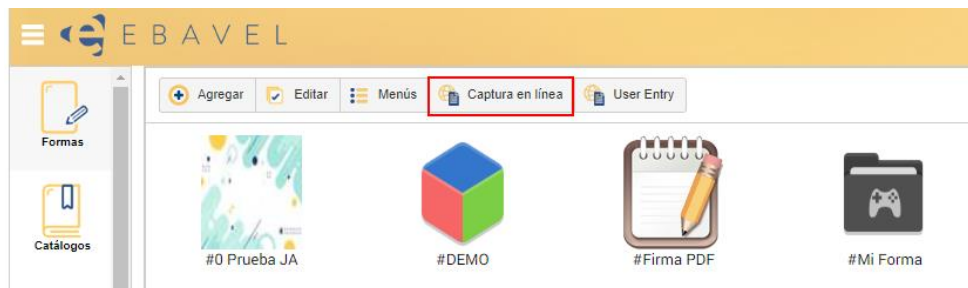 EBAVEL
Agregar Editar Menús Captura en línea User Entry
Formas
Catálogos
#0 Prueba JA #DEMO #Firma PDF #Mi Forma